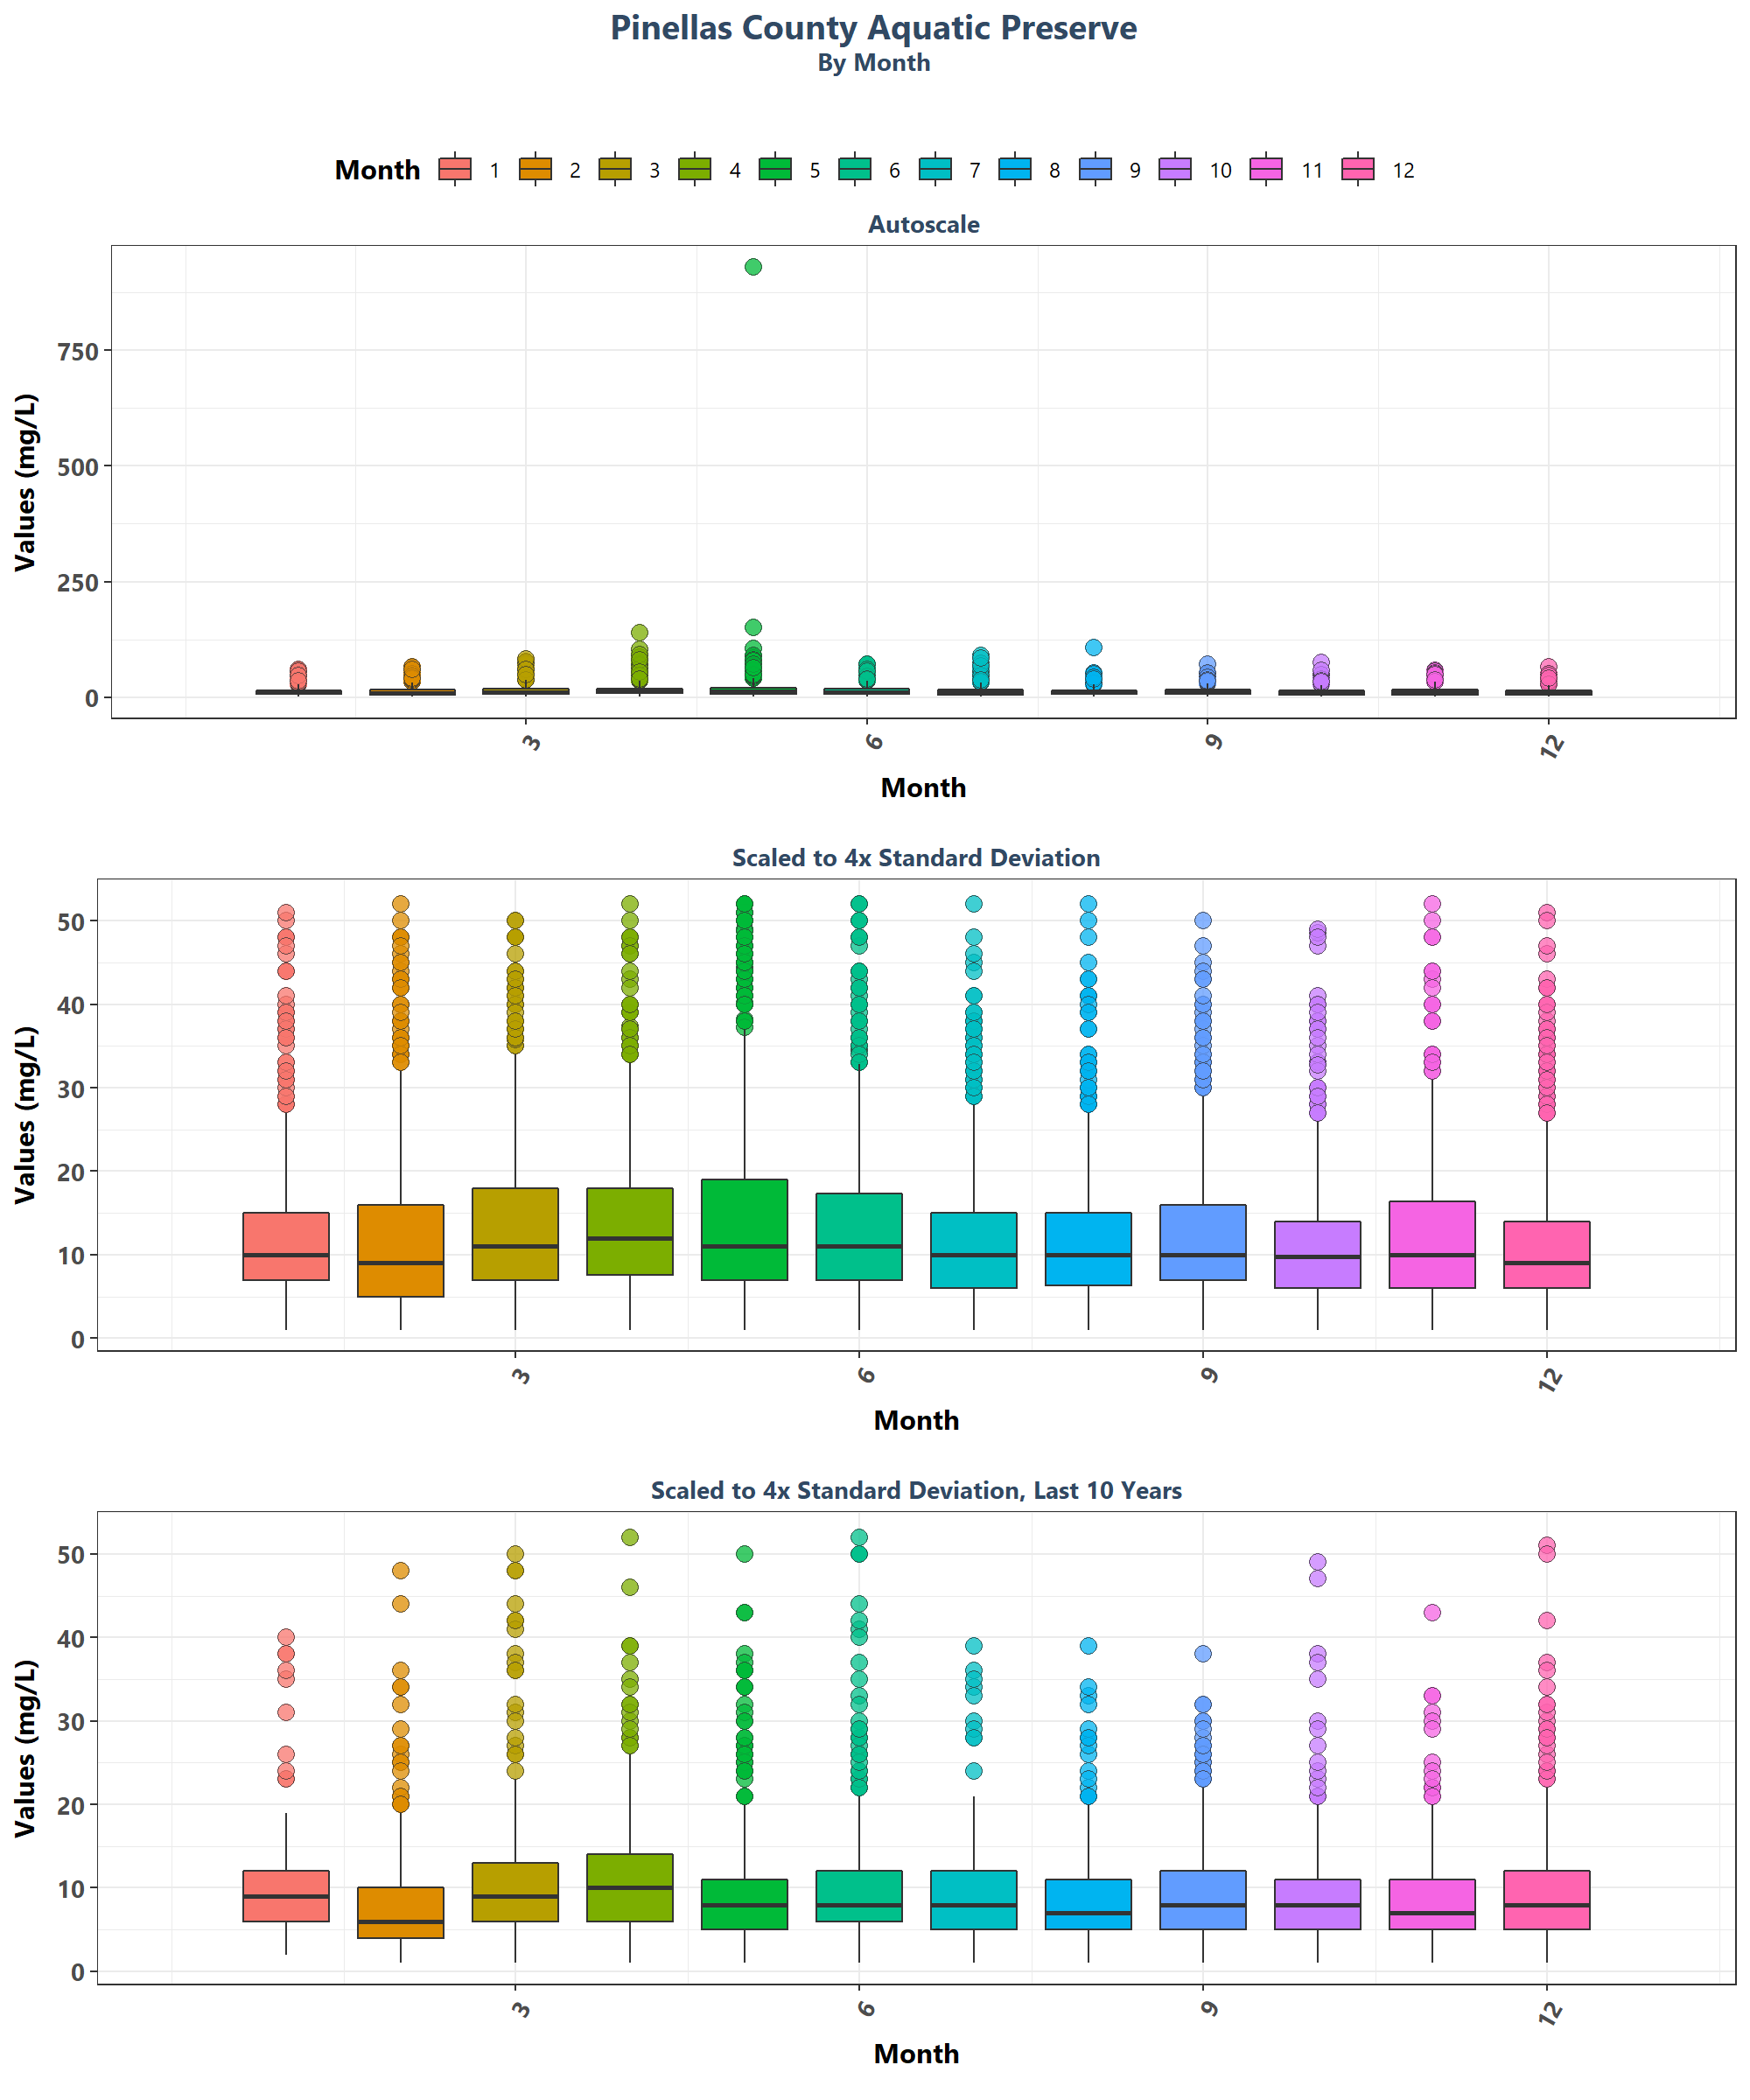 Pinellas County Aquatic Preserve
By Month
Month 1 2 3 4 5 6 7 8 9 10 11 12
Autoscale
Values (mg/L)
750
500
250
0
3 6 9 12
Month
Scaled to 4x Standard Deviation
Values (mg/L)
50
40
30
20
10
0
3 6 9 12
Month
Scaled to 4x Standard Deviation, Last 10 Years
Values (mg/L)
50
40
30
20
10
0
3 6 9 12
Month